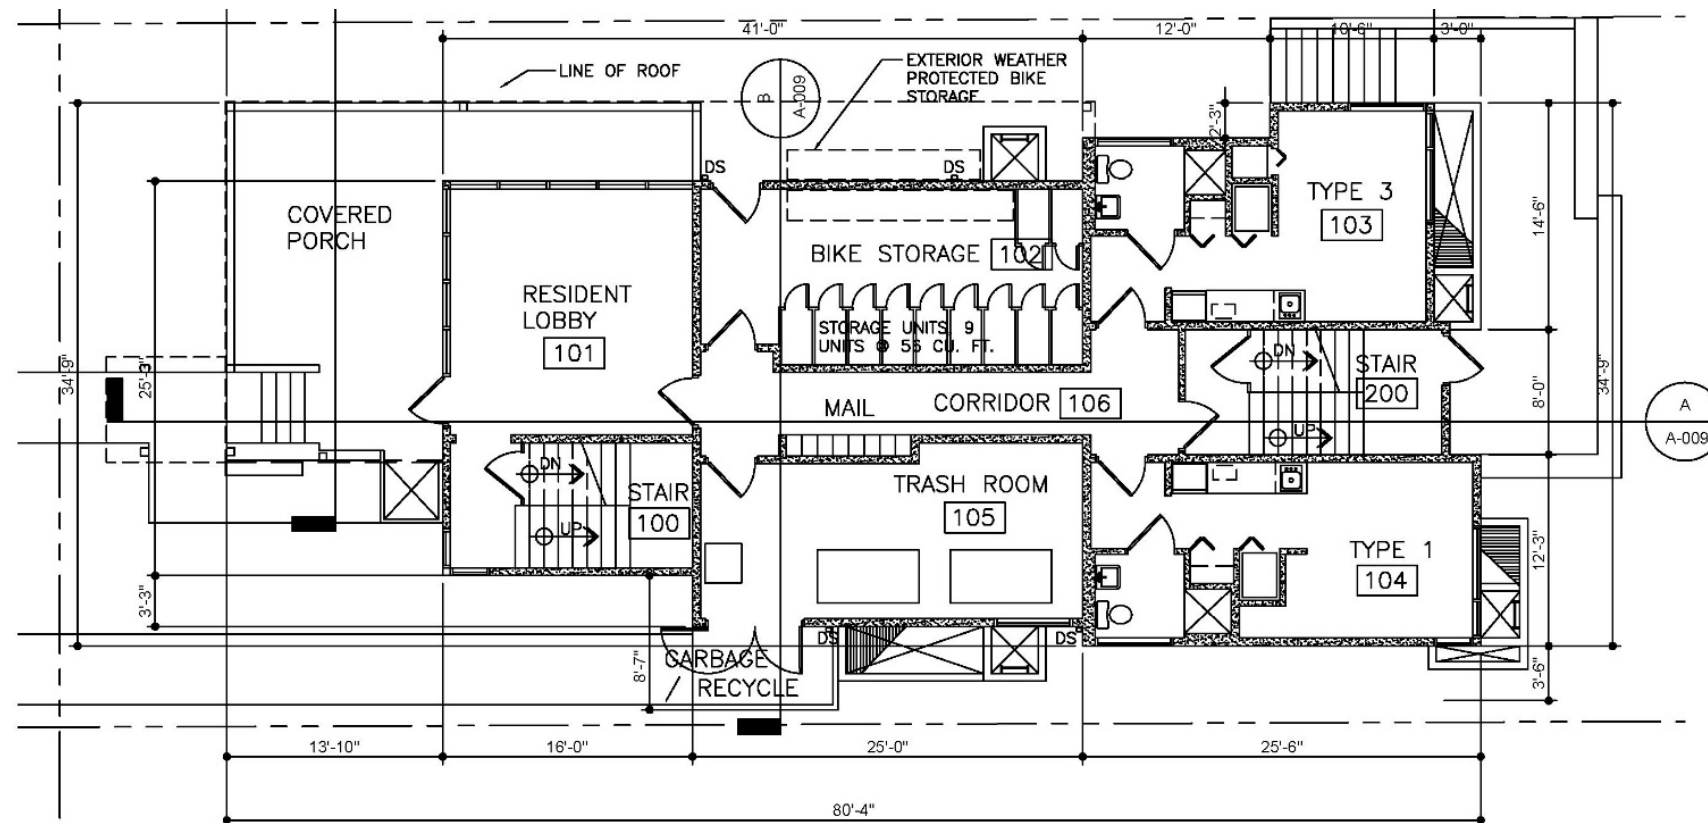 41'-0"
12'-0"
10'-6"
3'-0"
LINE OF ROOF
EXTERIOR WEATHER
PROTECTED BIKE
STORAGE
B
A-009
2'-3"
DS
DS
COVERED
PORCH
TYPE 3
103
14'-6"
BIKE STORAGE 102
RESIDENT
LOBBY
101
STORAGE UNITS 9
UNITS @ 56 CU. FT.
DN
STAIR
200
UP
34'-9"
25'-3"
8'-0"
34'-9"
MAIL
CORRIDOR 106
A
A-009
DN
STAIR
100
UP
TRASH ROOM
105
TYPE 1
104
12'-3"
3'-3"
DS
DS
GARBAGE
RECYCLE
8'-7"
3'-6"
13'-10"
16'-0"
25'-0"
25'-6"
80'-4"